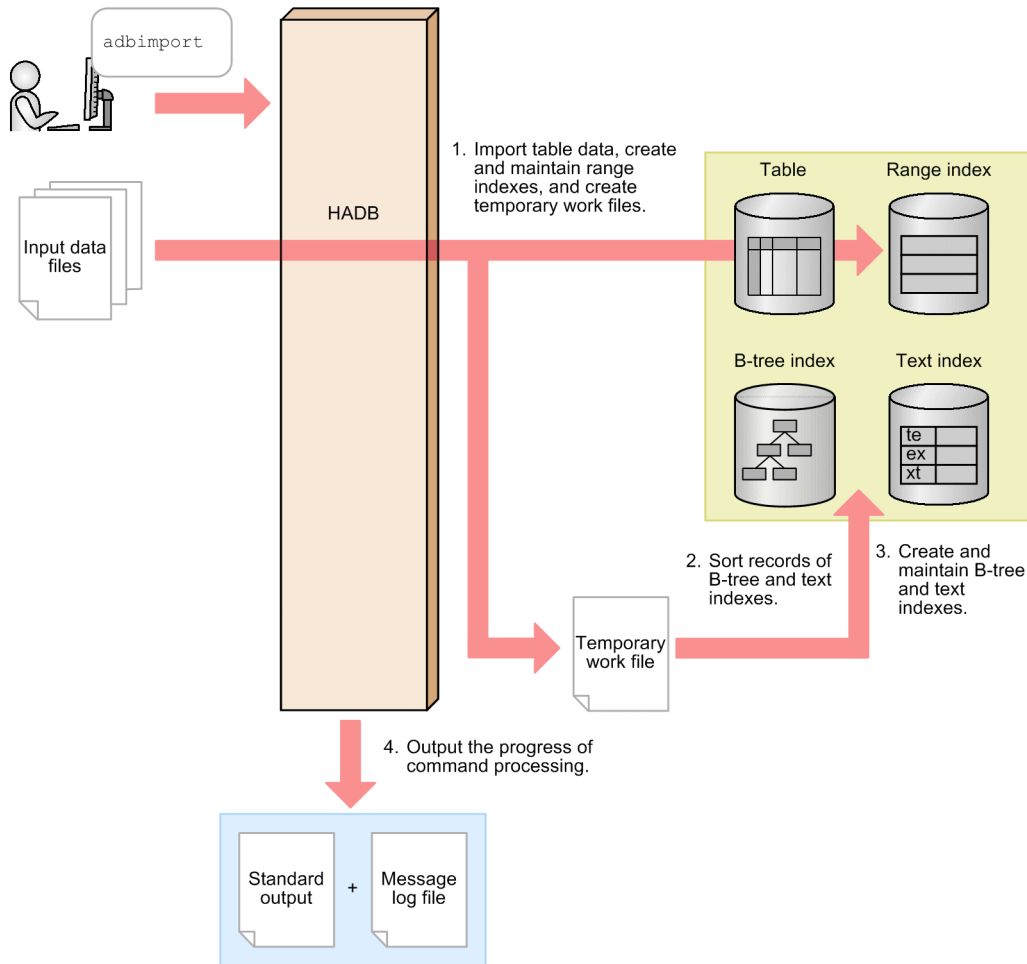 adbimport
HADB
Input data
files
1. Import table data, create
and maintain range
indexes, and create
temporary work files.
Table
Range index
B-tree index
Text index
te
ex
xt
2. Sort records of
B-tree and text
indexes.
3. Create and
maintain B-tree
and text
indexes.
Temporary
work file
4. Output the progress of
command processing.
Standard
output
+
Message
log file